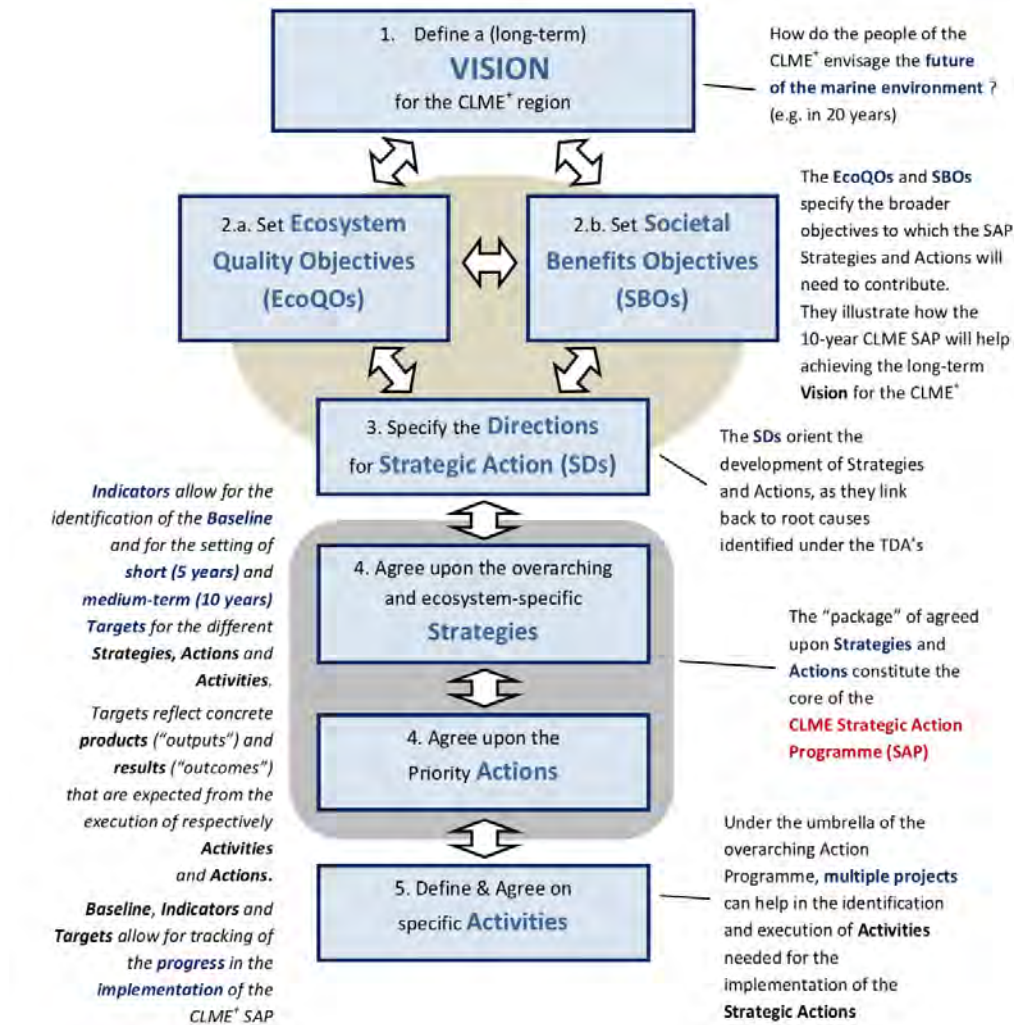 1. Define a (long-term)
VISION
for the CLME⁺ region
How do the people of the
CLME⁺ envisage the future
of the marine environment ?
(e.g. in 20 years)
2.a. Set Ecosystem
Quality Objectives
(EcoQOs)
2.b. Set Societal
Benefits Objectives
(SBOs)
The EcoQOs and SBOs
specify the broader
objectives to which the SAP
Strategies and Actions will
need to contribute.
They illustrate how the
10-year CLME SAP will help
achieving the long-term
Vision for the CLME⁺
3. Specify the Directions
for Strategic Action (SDs)
The SDs orient the
development of Strategies
and Actions, as they link
back to root causes
identified under the TDA's
Indicators allow for the
identification of the Baseline
and for the setting of
short (5 years) and
medium-term (10 years)
Targets for the different
Strategies, Actions and
Activities.
Targets reflect concrete
products ("outputs") and
results ("outcomes")
that are expected from the
execution of respectively
Activities
and Actions.
Baseline, Indicators and
Targets allow for tracking of
the progress in the
implementation of the
CLME⁺ SAP
4. Agree upon the overarching
and ecosystem-specific
Strategies
The "package" of agreed
upon Strategies and
Actions constitute the
core of the
CLME Strategic Action
Programme (SAP)
4. Agree upon the
Priority Actions
5. Define & Agree on
specific Activities
Under the umbrella of the
overarching Action
Programme, multiple projects
can help in the identification
and execution of Activities
needed for the
implementation of the
Strategic Actions